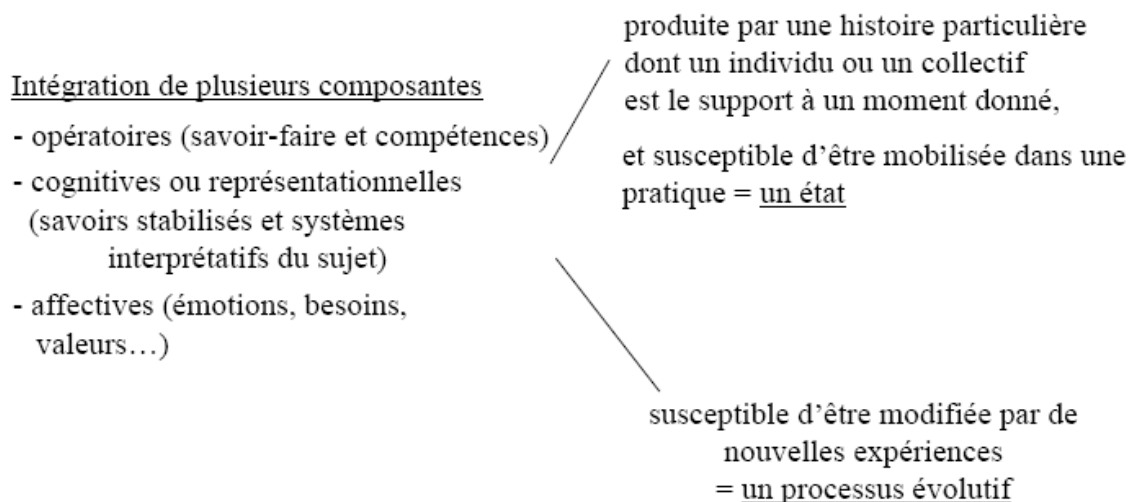 Intégration de plusieurs composantes
- opératoires (savoir-faire et compétences)
- cognitives ou représentationnelles
(savoirs stabilisés et systèmes
interprétatifs du sujet)
- affectives (émotions, besoins,
valeurs…)
produite par une histoire particulière
dont un individu ou un collectif
est le support à un moment donné,
et susceptible d’être mobilisée dans une
pratique = un état
susceptible d’être modifiée par de
nouvelles expériences
= un processus évolutif